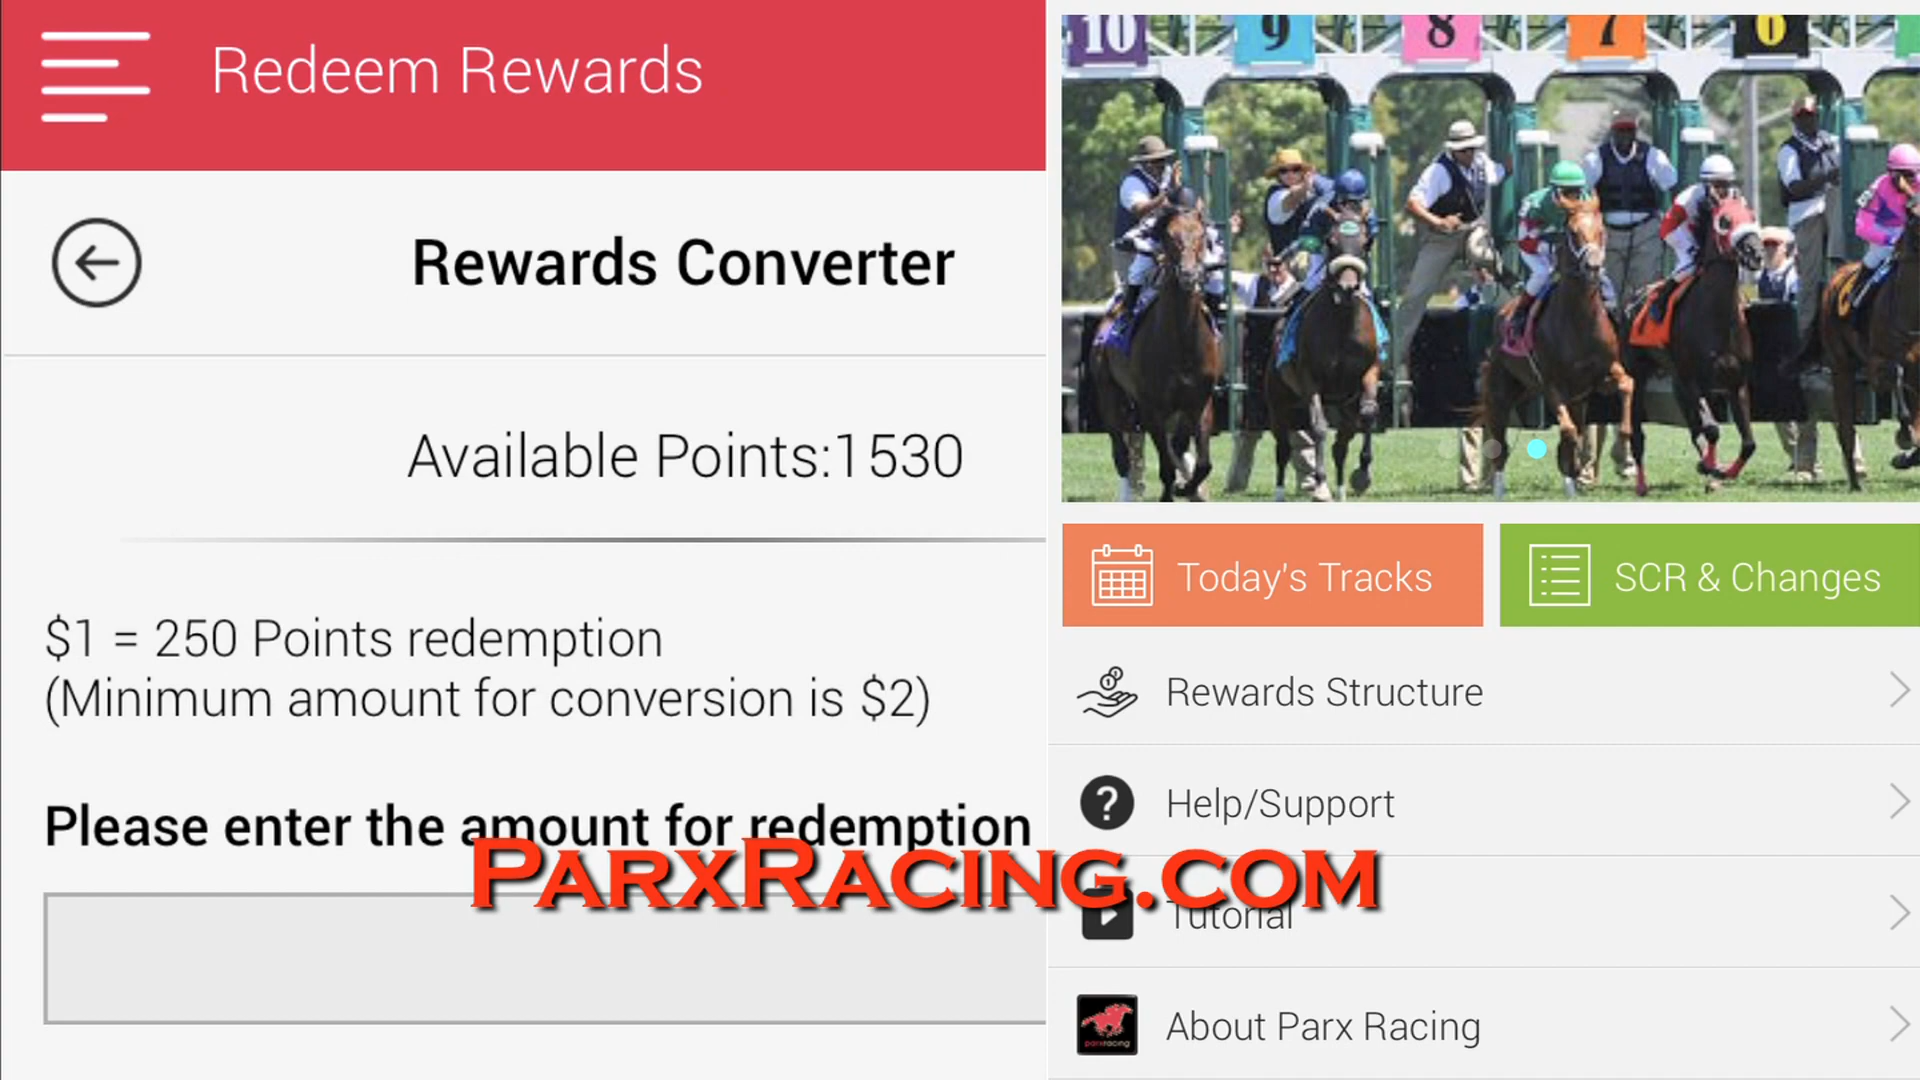 Redeem Rewards
Rewards Converter
Available Points:1530
$1 = 250 Points redemption
(Minimum amount for conversion is $2)
Please enter the amount for redemption
10
9
8
7
6
Today's Tracks
SCR & Changes
Rewards Structure
Help/Support
Tutorial
parxracing
About Parx Racing
ParxRacing.com